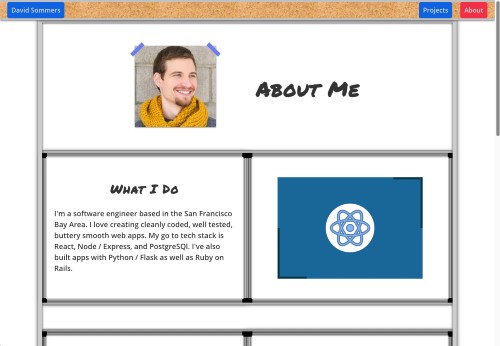 David Sommers
Projects
About
About Me
What I Do
I'm a software engineer based in the San Francisco
Bay Area. I love creating cleanly coded, well tested,
buttery smooth web apps. My go to tech stack is
React, Node / Express, and PostgreSQl. I've also
built apps with Python / Flask as well as Ruby on
Rails.